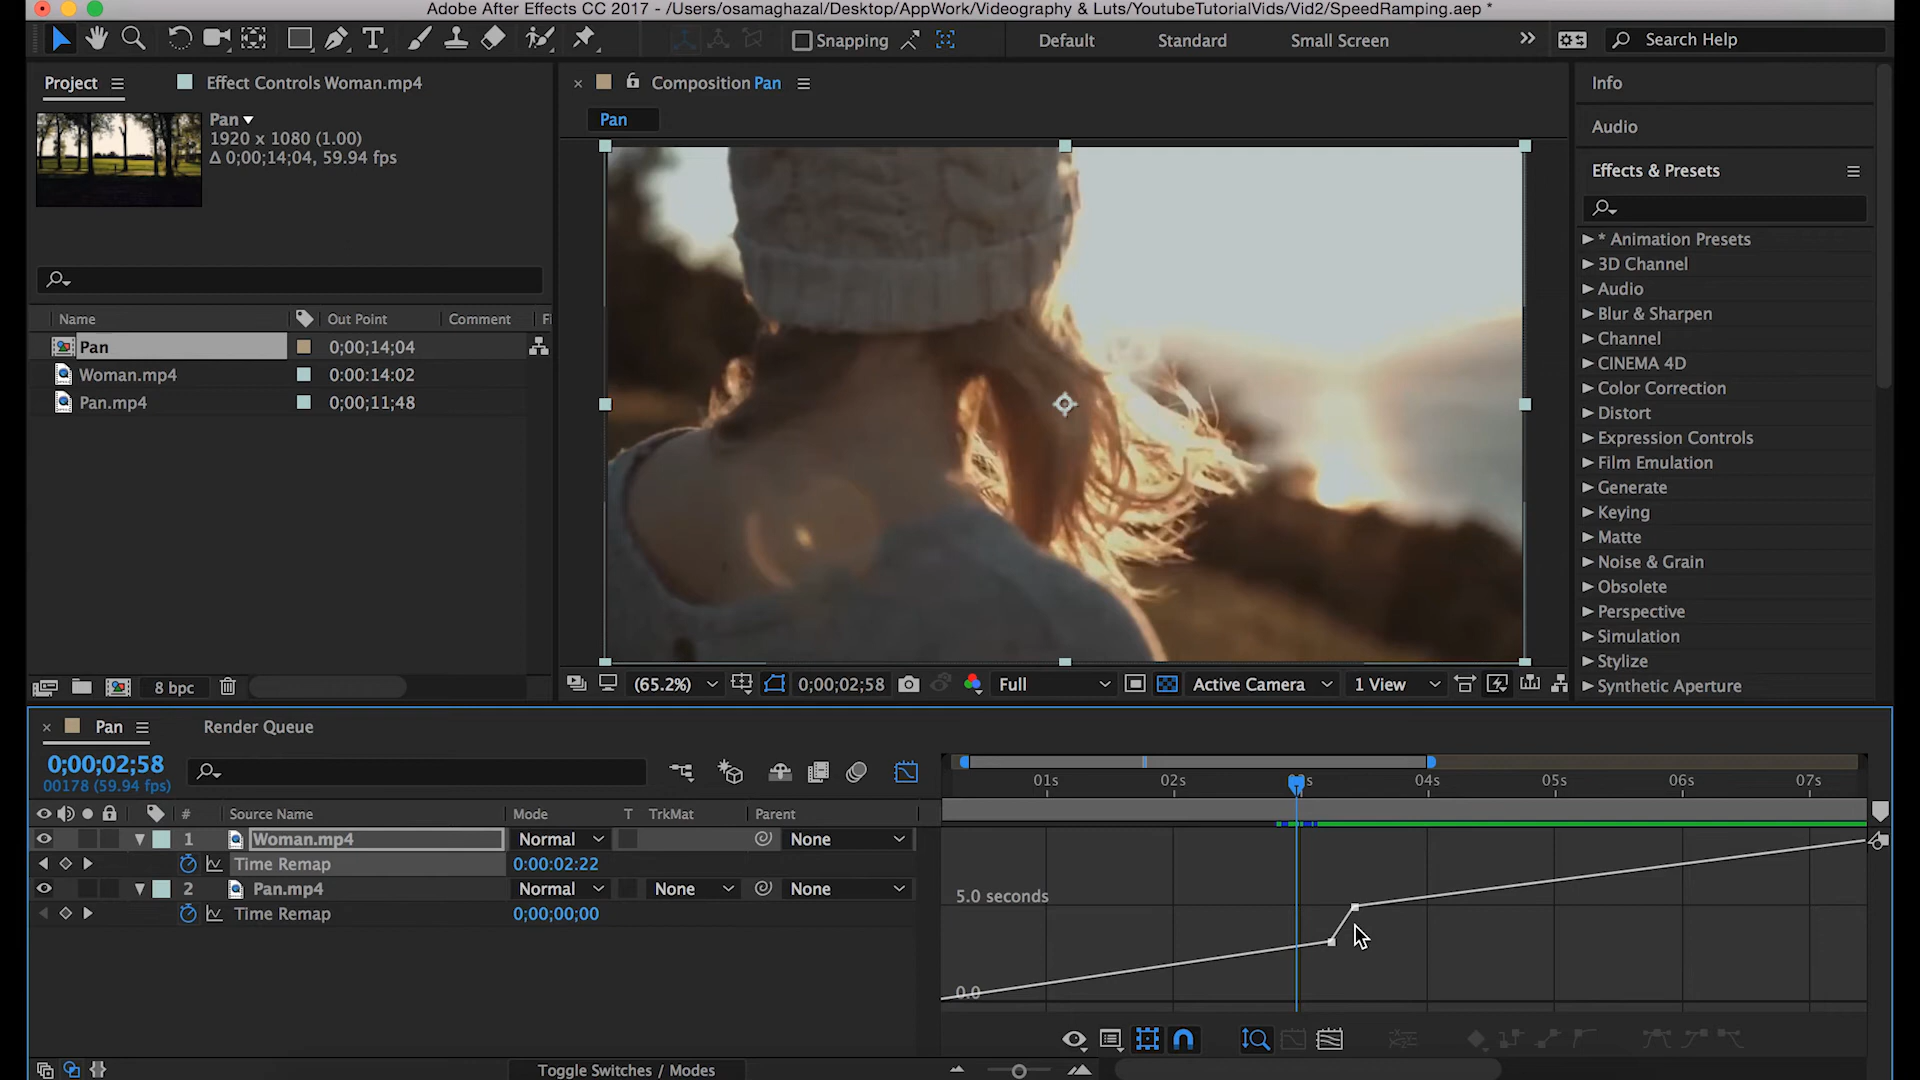 Adobe After Effects CC 2017 - /Users/osamaghazal/Desktop/AppWork/Videography & Luts/YoutubeTutorialVids/Vid2/SpeedRamping.aep *
Snapping
Default
Standard
Small Screen
Search Help
Project
Effect Controls Woman.mp4
Pan
1920 x 1080 (1.00)
Δ 0;00;14;04, 59.94 fps
Name
Out Point
Comment
Fi
Pan
0;00;14;04
Woman.mp4
0:00:14:02
Pan.mp4
0;00;11;48
8 bpc
Composition Pan
Pan
(65.2%)
0;00;02;58
Full
Active Camera
1 View
Info
Audio
Effects & Presets
* Animation Presets
3D Channel
Audio
Blur & Sharpen
Channel
CINEMA 4D
Color Correction
Distort
Expression Controls
Film Emulation
Generate
Keying
Matte
Noise & Grain
Obsolete
Perspective
Simulation
Stylize
Synthetic Aperture
Pan
Render Queue
0;00;02;58
00178 (59.94 fps)
# Source Name Mode T TrkMat Parent
1 Woman.mp4 Normal None
Time Remap 0:00:02:22
2 Pan.mp4 Normal None None
Time Remap 0;00;00;00
01s 02s 04s 05s 06s 07s
5.0 seconds
0.0
Toggle Switches / Modes